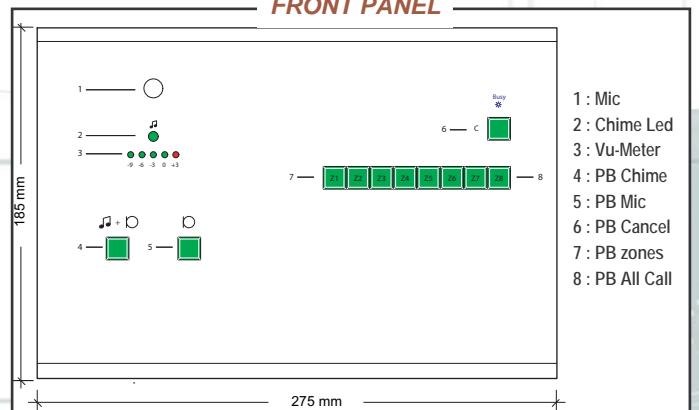 FRONT PANEL
1
2
3
-9 -6 -3 0 +3
Busy
6 C
7 Z1 Z2 Z3 Z4 Z5 Z6 Z7 Z8 8
+
4 5
185 mm
275 mm
1 : Mic
2 : Chime Led
3 : Vu-Meter
4 : PB Chime
5 : PB Mic
6 : PB Cancel
7 : PB zones
8 : PB All Call